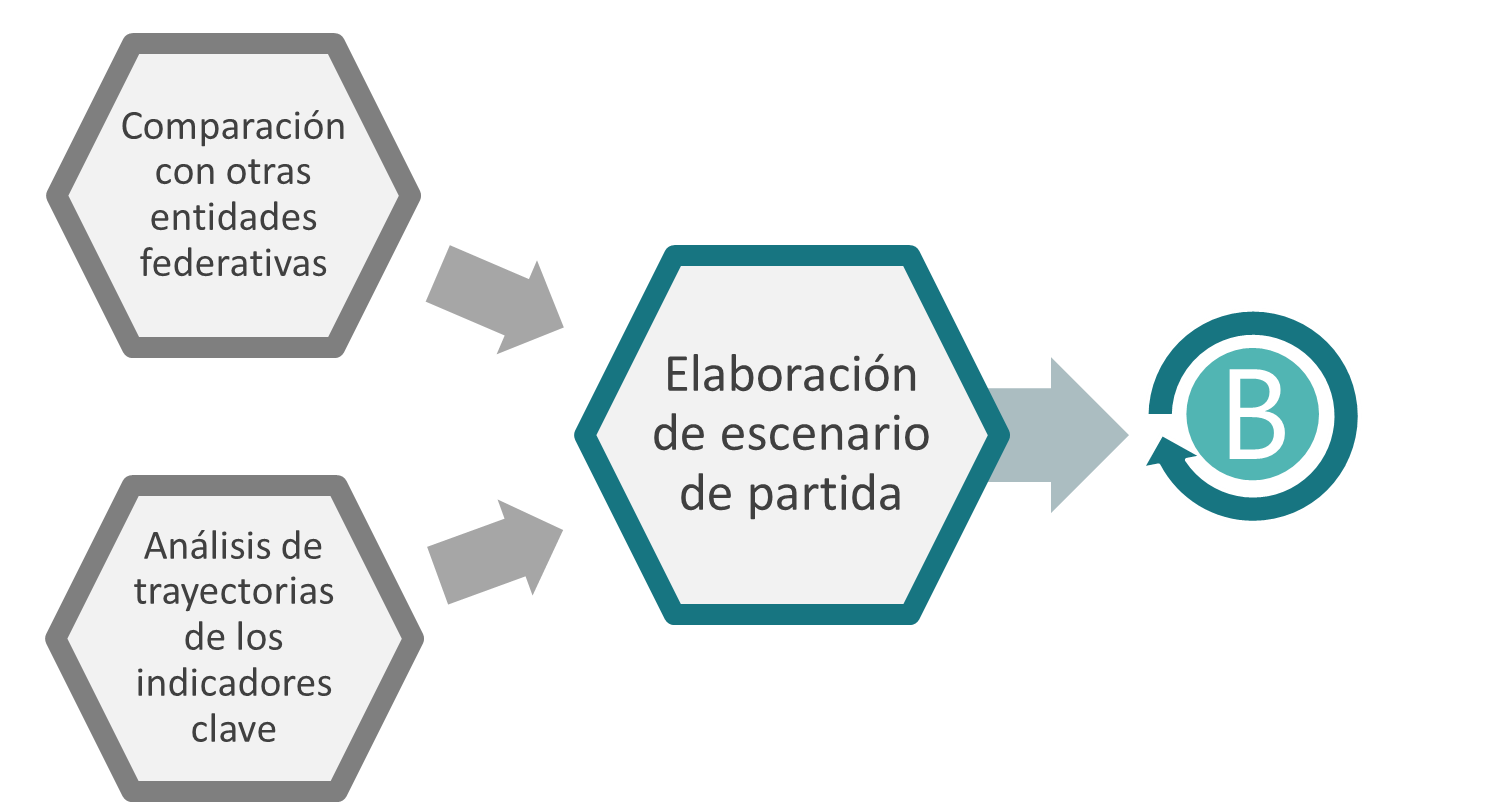 Comparación
con otras
entidades
federativas
Análisis de
trayectorias
de los
indicadores
clave
Elaboración
de escenario
de partida
B